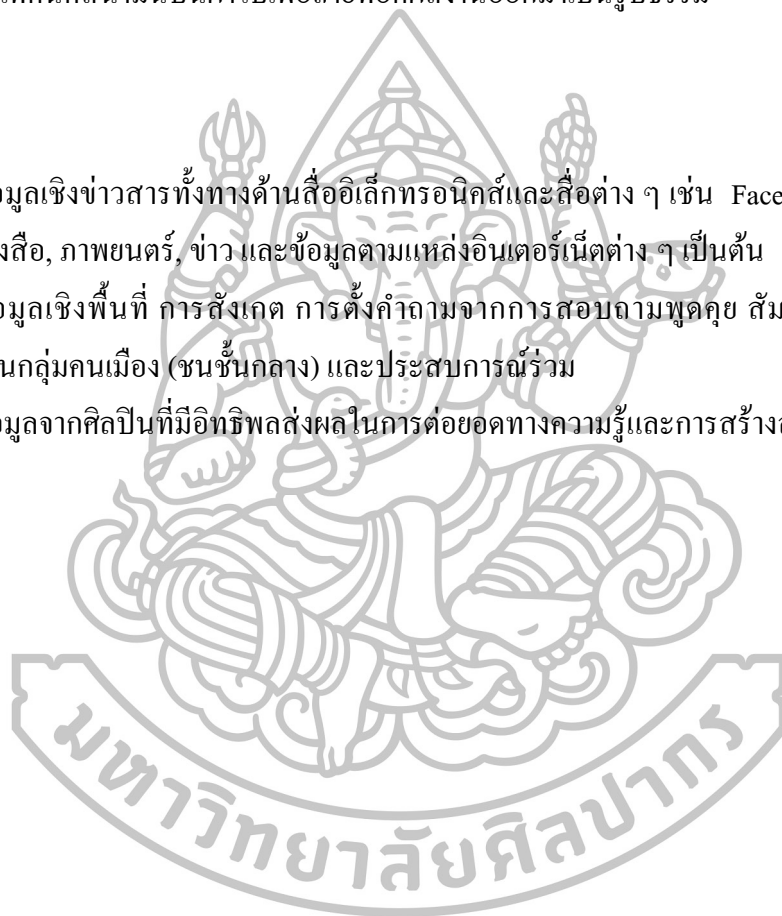 อมูลเชิงข่าวสารทั้งทางด้านสื่ออิเล็กทรอนิคส์และสื่อต่าง ๆ เช่น Face
งสือ, ภาพยนตร์, ข่าว และข้อมูลตามแหล่งอินเตอร์เน็ตต่าง ๆ เป็นต้น
อมูลเชิงพื้นที่ การสังเกต การตั้งคำถามจากการสอบถามพูดคุย สัม
นกลุ่มคนเมือง (ชนชั้นกลาง) และประสบการณ์ร่วม
อมูลจากศิลปินที่มีอิทธิพลส่งผลในการต่อยอดทางความรู้และการสร้าง
มหาวิทยาลัยศิลปากร